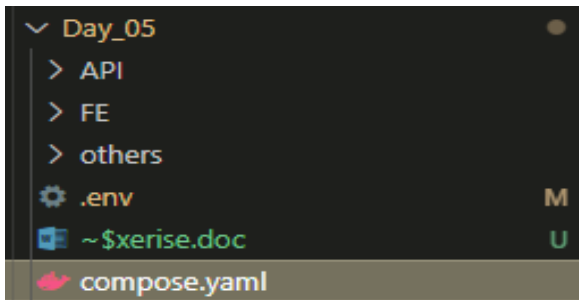 Day_05
API
FE
others
.env M
~$xerise.doc U
compose.yaml